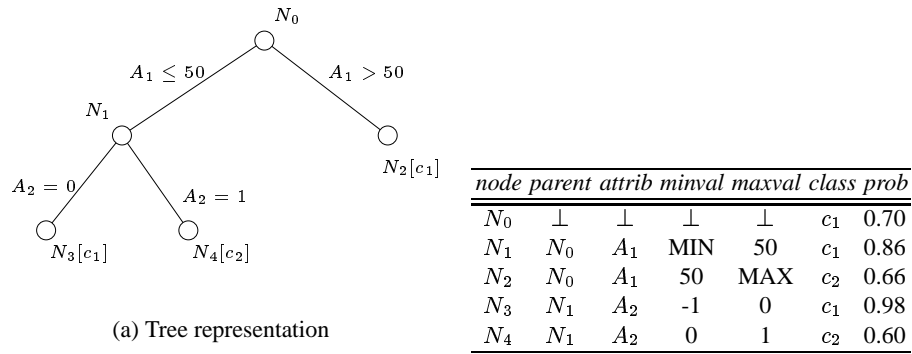 N₀
A₁ ≤ 50
A₁ > 50
N₁
N₂[c₁]
A₂ = 0
A₂ = 1
N₃[c₁]
N₄[c₂]
(a) Tree representation
node parent attrib minval maxval class prob
N₀ ⊥ ⊥ ⊥ ⊥ c₁ 0.70
N₁ N₀ A₁ MIN 50 c₁ 0.86
N₂ N₀ A₁ 50 MAX c₂ 0.66
N₃ N₁ A₂ -1 0 c₁ 0.98
N₄ N₁ A₂ 0 1 c₂ 0.60